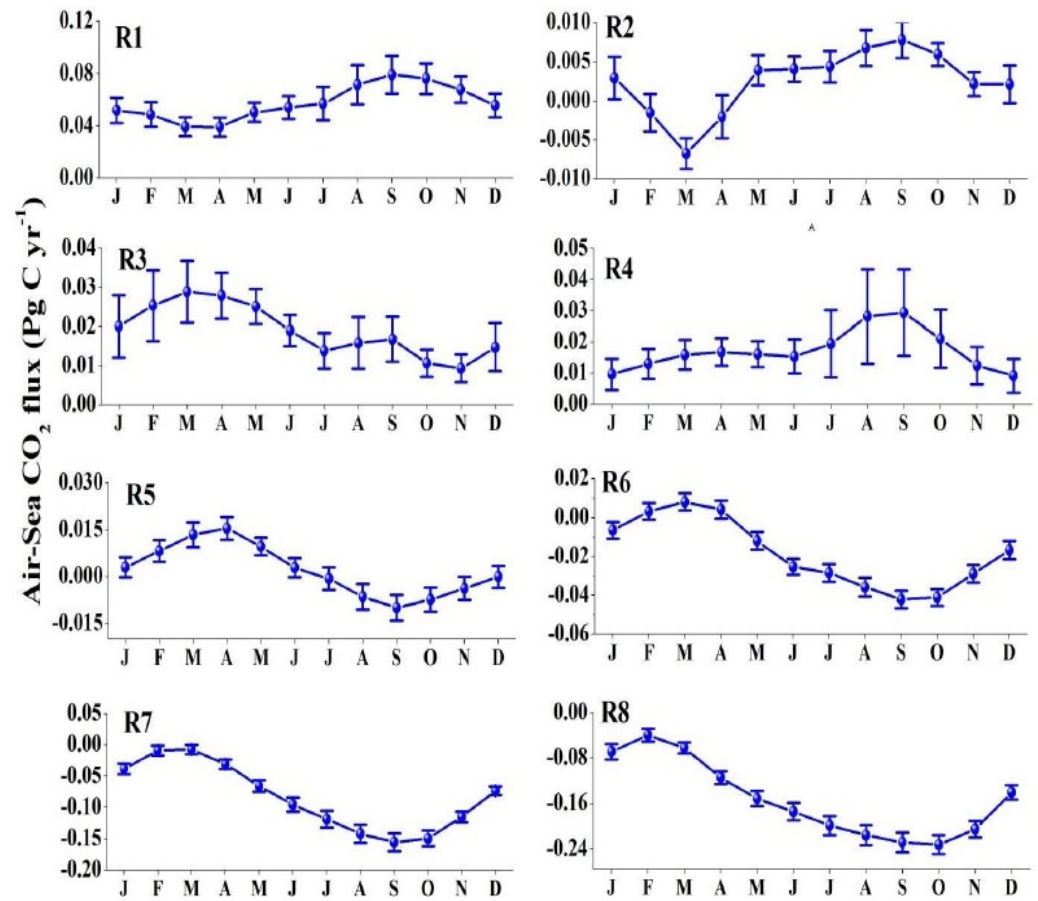 Air-Sea CO₂ flux (Pg C yr⁻¹)
R1
0.12
0.08
0.04
0.00
J F M A M J J A S O N D
R2
0.010
0.005
0.000
-0.005
-0.010
J F M A M J J A S O N D
A
R3
0.04
0.03
0.02
0.01
0.00
J F M A M J J A S O N D
R4
0.05
0.04
0.03
0.02
0.01
0.00
J F M A M J J A S O N D
R5
0.030
0.015
0.000
-0.015
J F M A M J J A S O N D
R6
0.02
0.00
-0.02
-0.04
-0.06
J F M A M J J A S O N D
R7
0.05
0.00
-0.05
-0.10
-0.15
-0.20
J F M A M J J A S O N D
R8
0.00
-0.08
-0.16
-0.24
J F M A M J J A S O N D